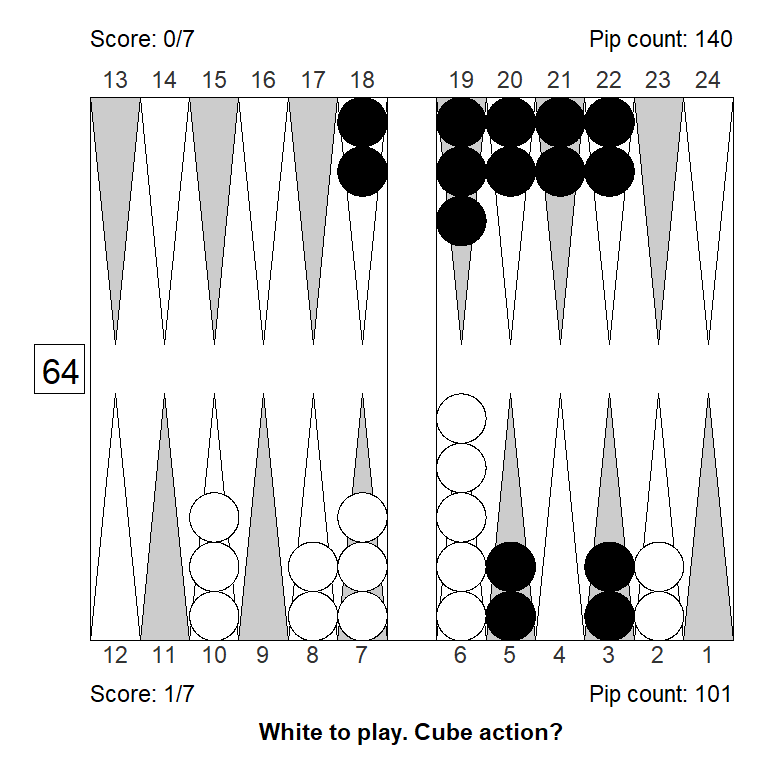 Score: 0/7 Pip count: 140
13 14 15 16 17 18 19 20 21 22 23 24
64
12 11 10 9 8 7 6 5 4 3 2 1
Score: 1/7 Pip count: 101
White to play. Cube action?